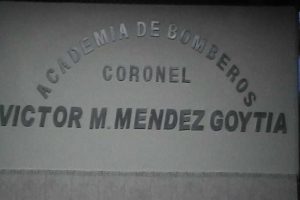 ACADEMIA DE BOMBEROS
CORONEL
VICTOR M. MENDEZ GOYTIA